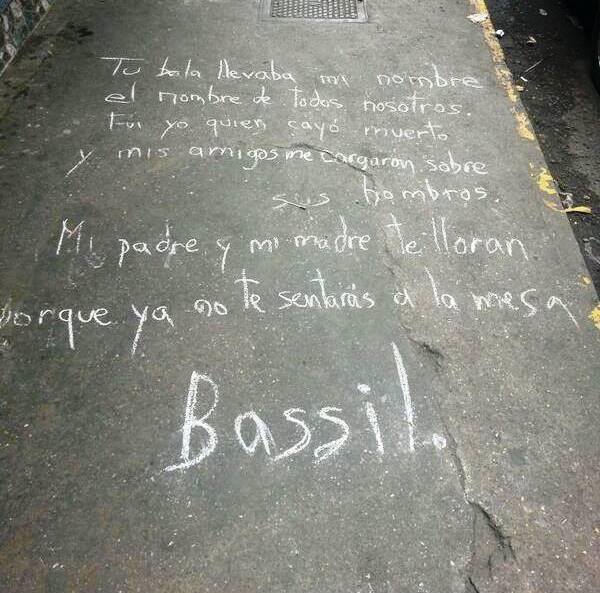 Tu bala llevaba mi nombre
el nombre de todos nosotros.
Fui yo quien cayó muerto
y mis amigos me cargaron sobre
sus hombros.
Mi padre y mi madre te lloran
porque ya no te sentarás a la mesa
Bassil.